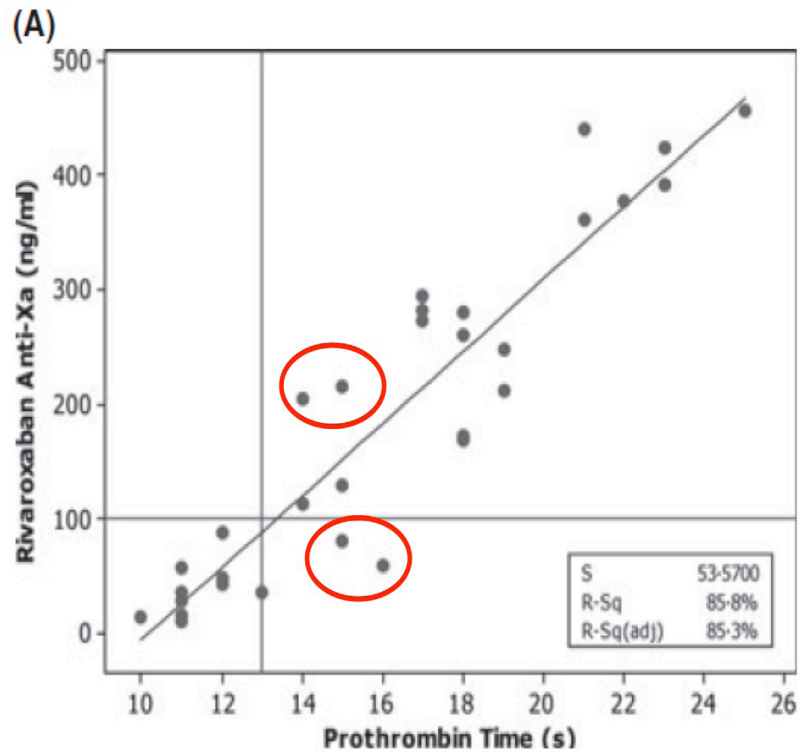 (A)
500
400
300
200
100
0
Rivaroxaban Anti-Xa (ng/ml)
S 53·5700
R-Sq 85·8%
R-Sq(adj) 85·3%
10 12 14 16 18 20 22 24 26
Prothrombin Time (s)